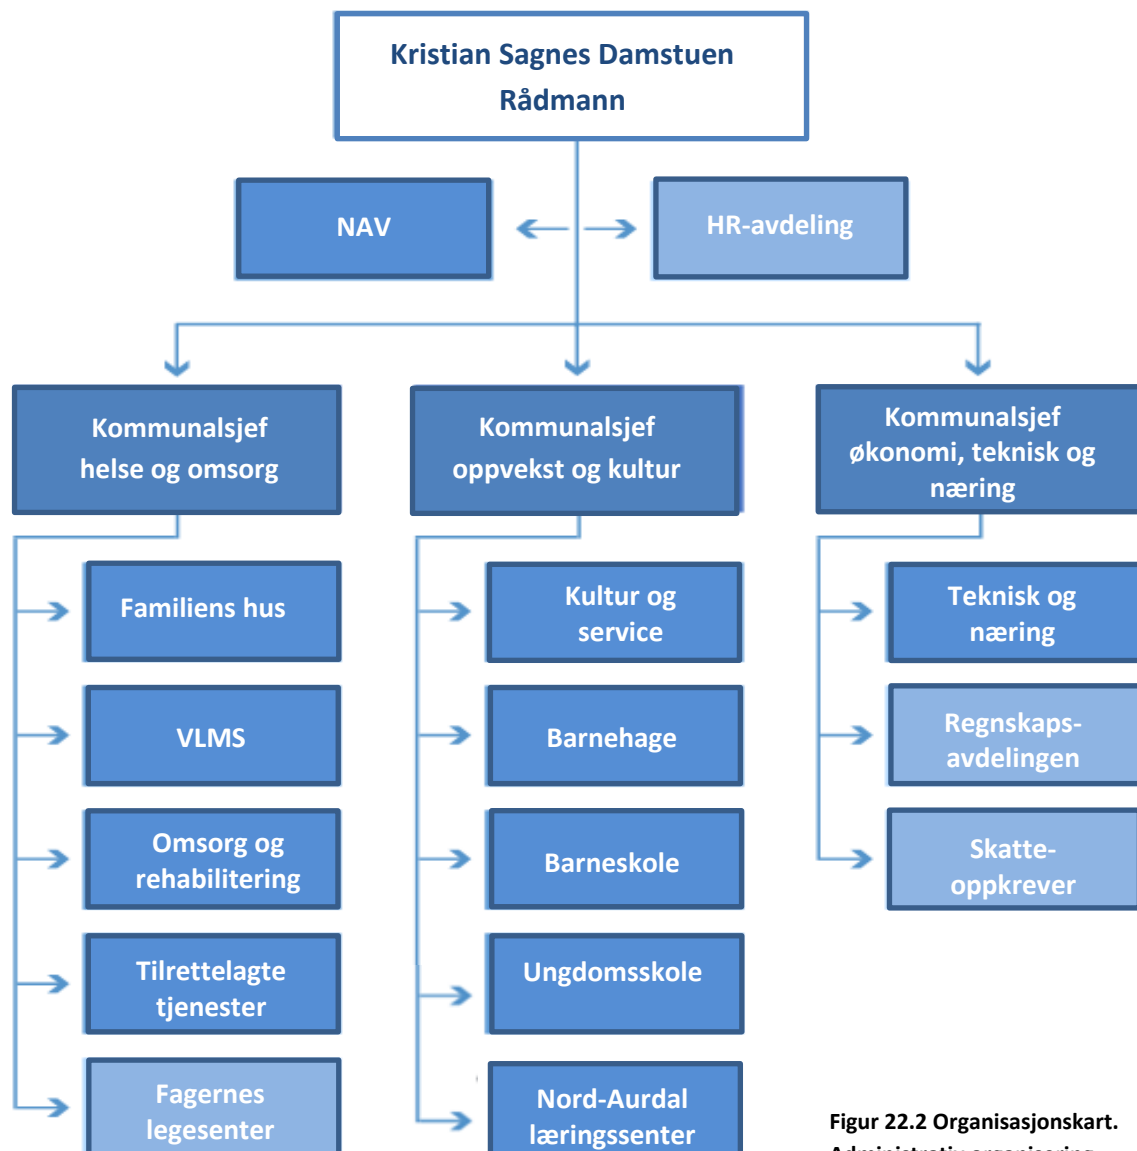 Kristian Sagnes Damstuen
Rådmann
NAV
HR-avdeling
Kommunalsjef
helse og omsorg
Kommunalsjef
oppvekst og kultur
Kommunalsjef
økonomi, teknisk og
næring
Familiens hus
VLMS
Omsorg og
rehabilitering
Tilrettelagte
tjenester
Fagernes
legesenter
Kultur og
service
Barnehage
Barneskole
Ungdomsskole
Nord-Aurdal
læringssenter
Teknisk og
næring
Regnskaps-
avdelingen
Skatte-
oppkrever
Figur 22.2 Organisasjonskart.
Administrativ organisering